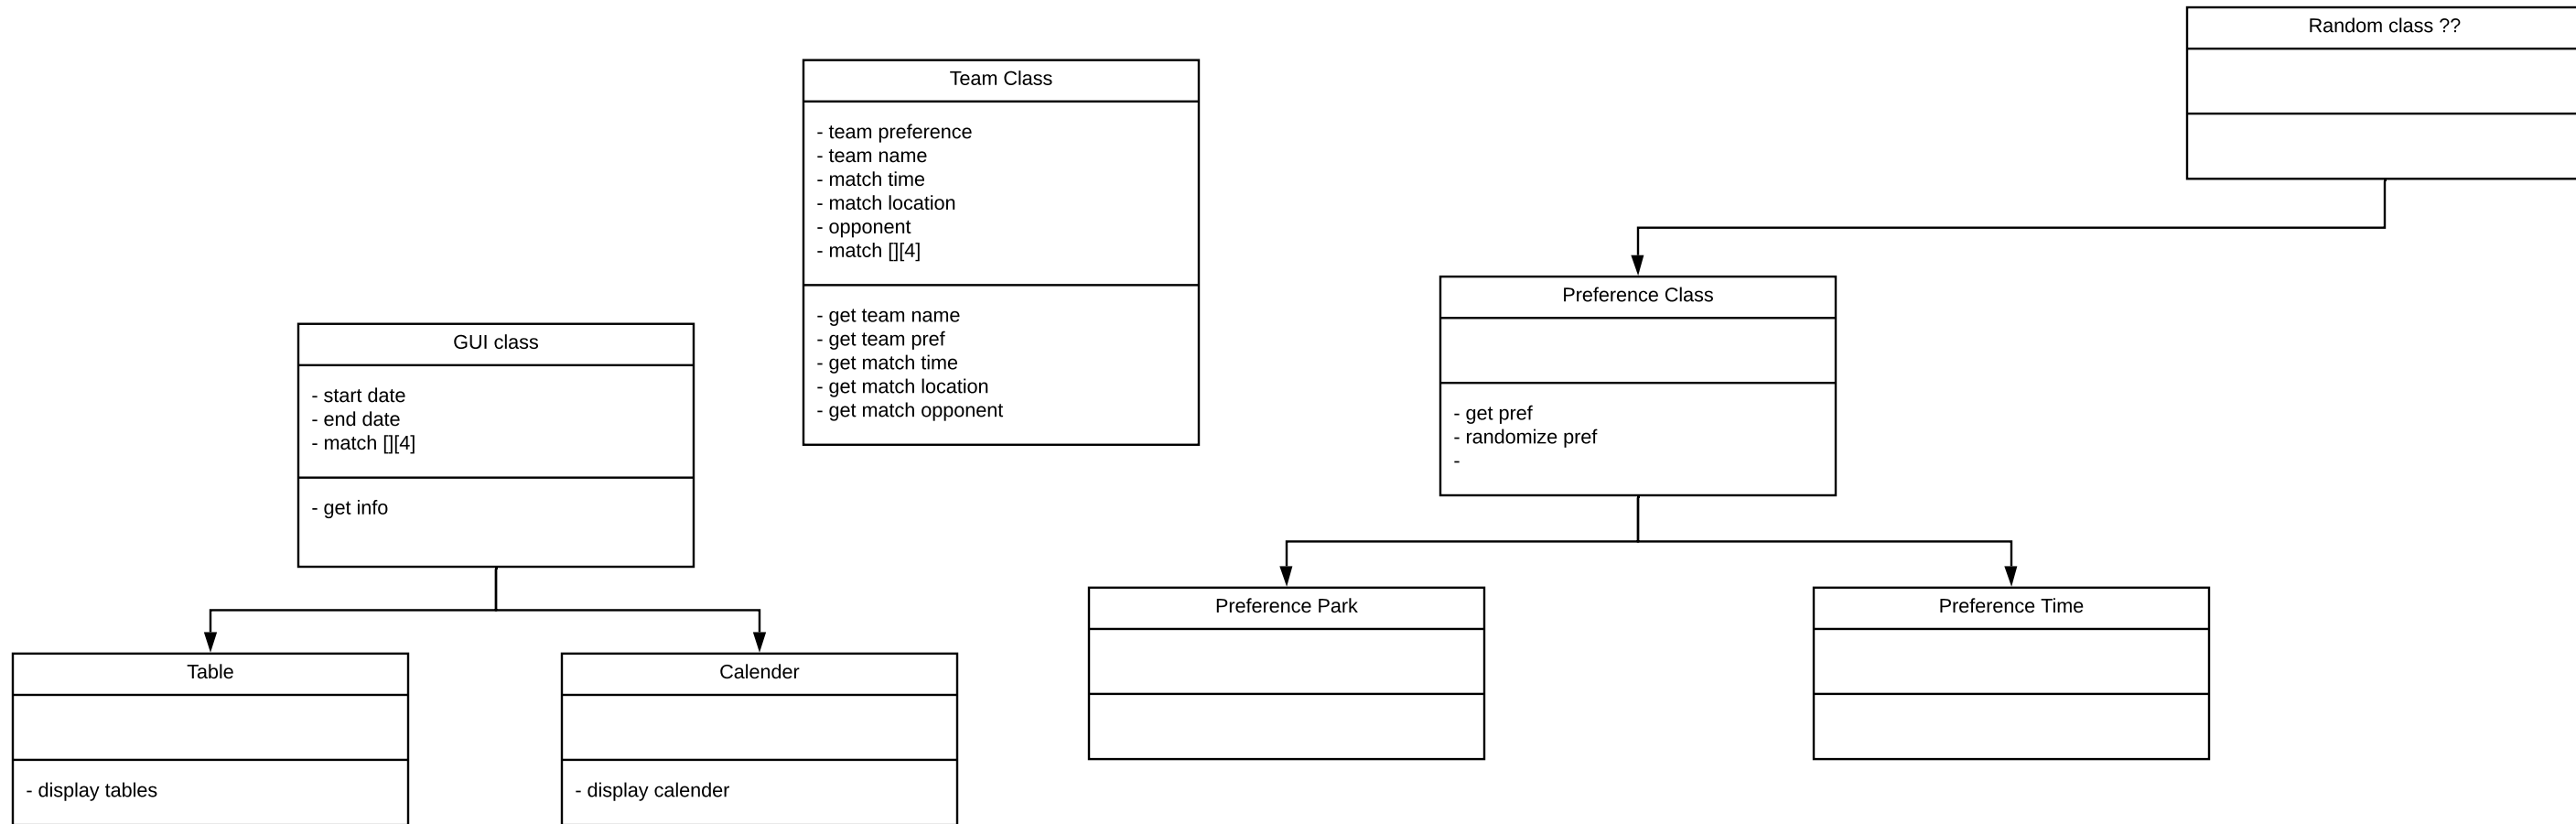 Random class ??
Team Class
- team preference
- team name
- match time
- match location
- opponent
- match [][4]
- get team name
- get team pref
- get match time
- get match location
- get match opponent
Preference Class
- get pref
- randomize pref
-
GUI class
- start date
- end date
- match [][4]
- get info
Preference Park
Preference Time
Table
- display tables
Calender
- display calender